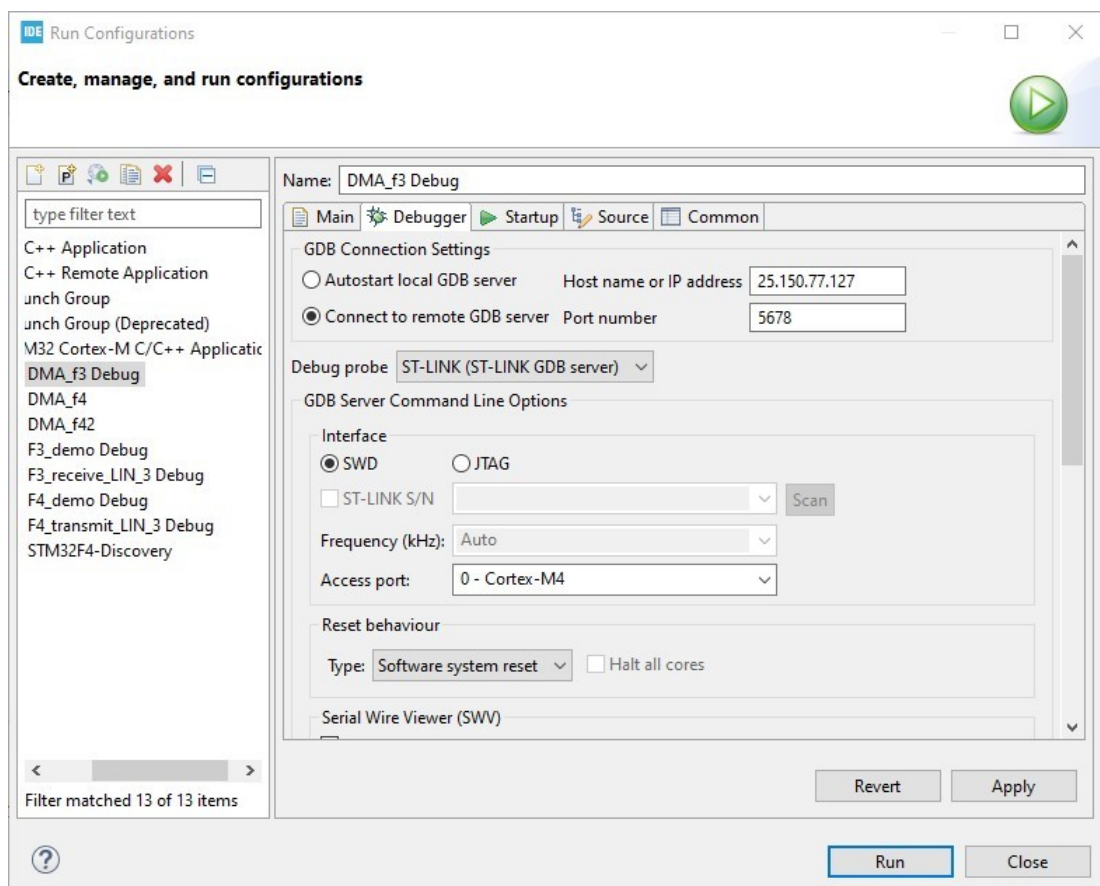 IDE Run Configurations
Create, manage, and run configurations
type filter text
C++ Application
C++ Remote Application
unch Group
unch Group (Deprecated)
M32 Cortex-M C/C++ Applicatic
DMA_f3 Debug
DMA_f4
DMA_f42
F3_demo Debug
F3_receive_LIN_3 Debug
F4_demo Debug
F4_transmit_LIN_3 Debug
STM32F4-Discovery
Filter matched 13 of 13 items
Name: DMA_f3 Debug
Main Debugger Startup Source Common
GDB Connection Settings
Autostart local GDB server Host name or IP address 25.150.77.127
Connect to remote GDB server Port number 5678
Debug probe ST-LINK (ST-LINK GDB server)
GDB Server Command Line Options
Interface
SWD JTAG
ST-LINK S/N Scan
Frequency (kHz): Auto
Access port: 0 - Cortex-M4
Reset behaviour
Type: Software system reset Halt all cores
Serial Wire Viewer (SWV)
Revert Apply
? Run Close